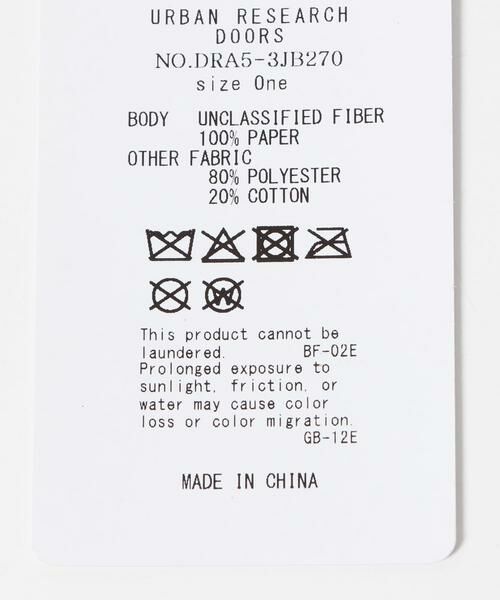 URBAN RESEARCH
DOORS
NO.DRA5-3JB270
size One
BODY UNCLASSIFIED FIBER
100% PAPER
OTHER FABRIC
80% POLYESTER
20% COTTON
W
This product cannot be
laundered. BF-02E
Prolonged exposure to
sunlight, friction, or
water may cause color
loss or color migration.
GB-12E
MADE IN CHINA